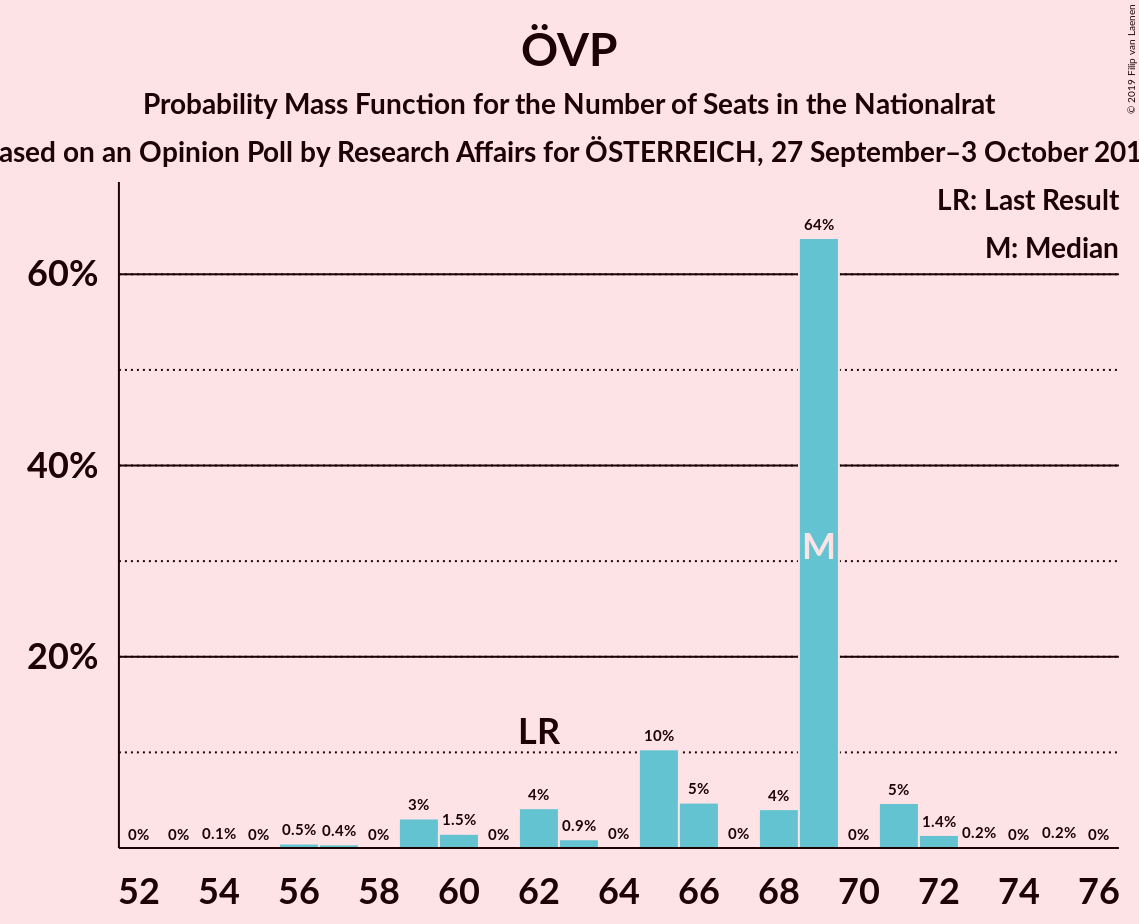 ÖVP
Probability Mass Function for the Number of Seats in the Nationalrat
ased on an Opinion Poll by Research Affairs for ÖSTERREICH, 27 September–3 October 201
© 2019 Filip van Laenen
LR: Last Result
M: Median
64%
60%
40%
M
20%
LR
10%
5%
4%
5%
3%
4%
1.5%
0.9%
1.4%
0% 0% 0.1% 0% 0.5% 0.4% 0% 0% 0% 0% 0% 0.2% 0% 0.2% 0%
52 54 56 58 60 62 64 66 68 70 72 74 76